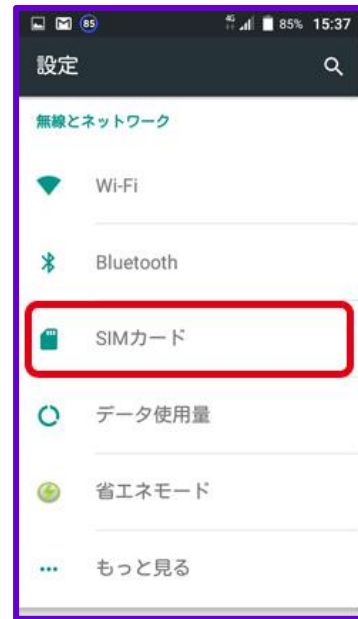 85 4G 85% 15:37
設定
無線とネットワーク
Wi-Fi
Bluetooth
SIMカード
データ使用量
省エネモード
もっと見る